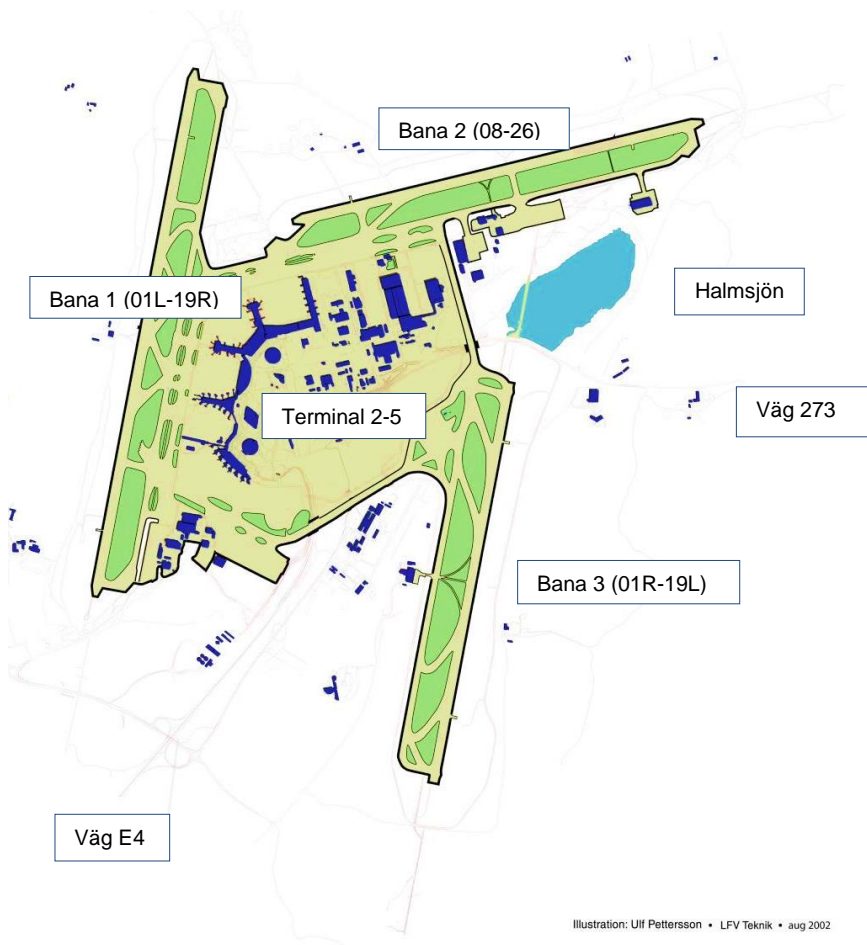 Bana 2 (08-26)
Bana 1 (01L-19R)
Halmsjön
Terminal 2-5
Väg 273
Bana 3 (01R-19L)
Väg E4
Illustration: Ulf Pettersson • LFV Teknik • aug 2002